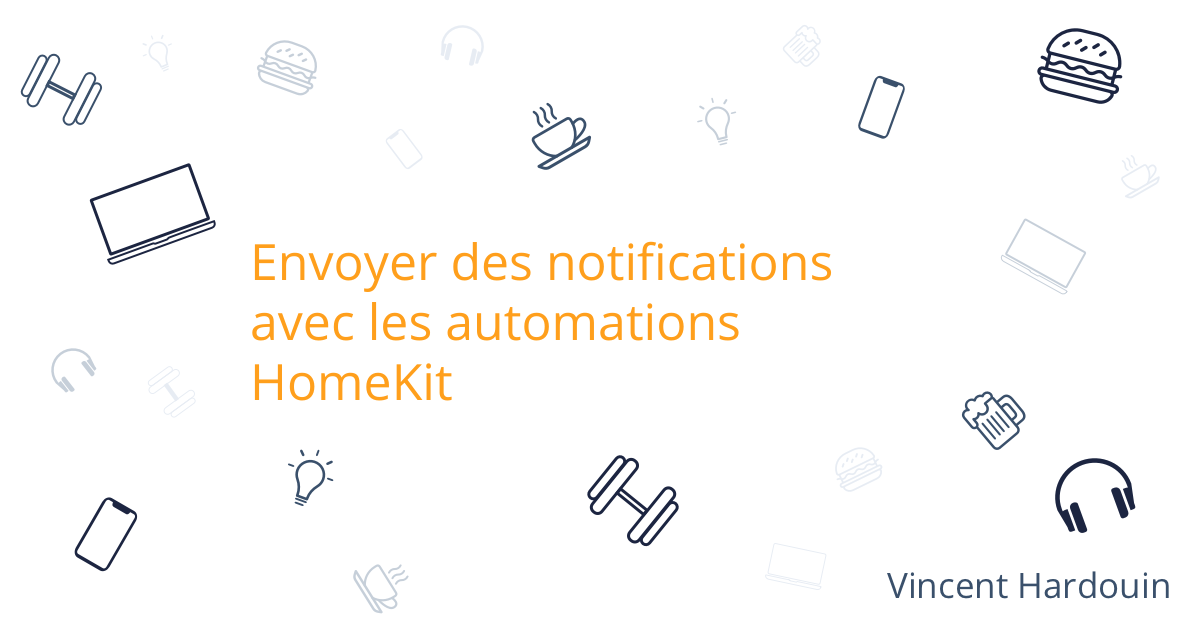 Envoyer des notifications
avec les automations
HomeKit
Vincent Hardouin